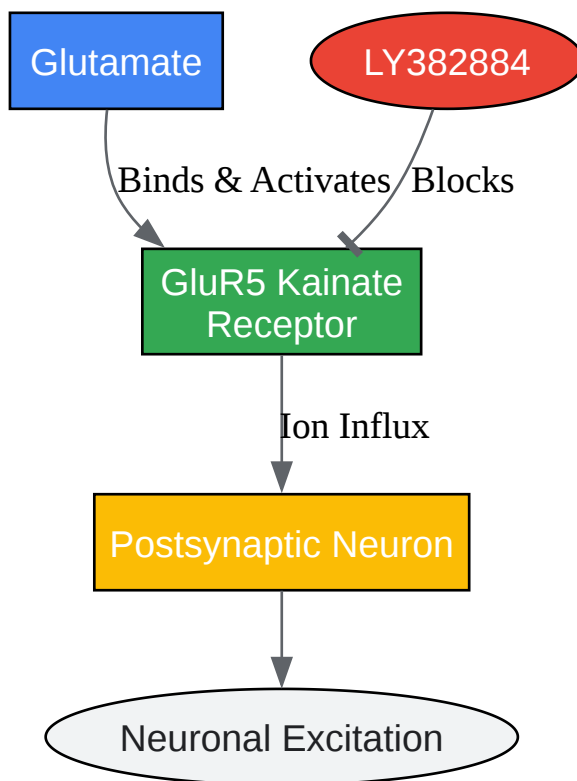 Glutamate
LY382884
Binds & Activates
Blocks
GluR5 Kainate
Receptor
Ion Influx
Postsynaptic Neuron
Neuronal Excitation